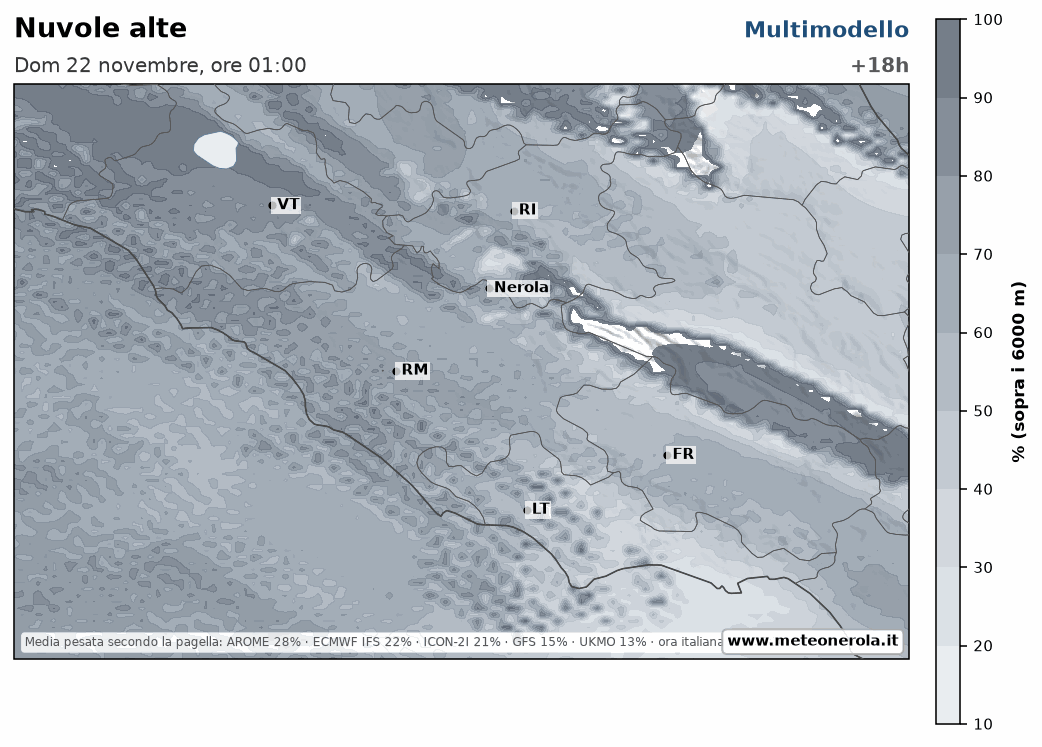 Nuvole alte
Multimodello
Dom 22 novembre, ore 01:00
+18h
100
90
80
70
60
50
40
30
20
10
% (sopra i 6000 m)
VT
RI
Nerola
RM
FR
LT
Media pesata secondo la pagella: AROME 28% · ECMWF IFS 22% · ICON-2I 21% · GFS 15% · UKMO 13% · ora italiana
www.meteonerola.it